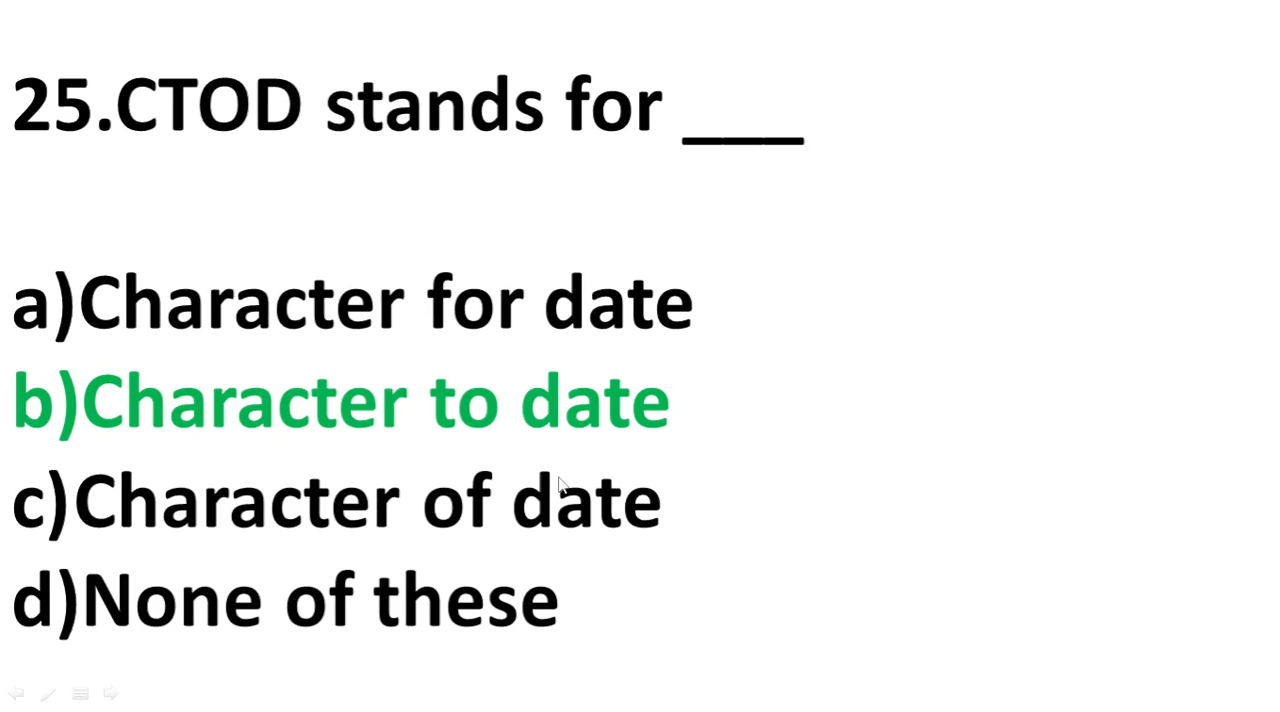 25.CTOD stands for ___
a)Character for date
b)Character to date
c)Character of date
d)None of these